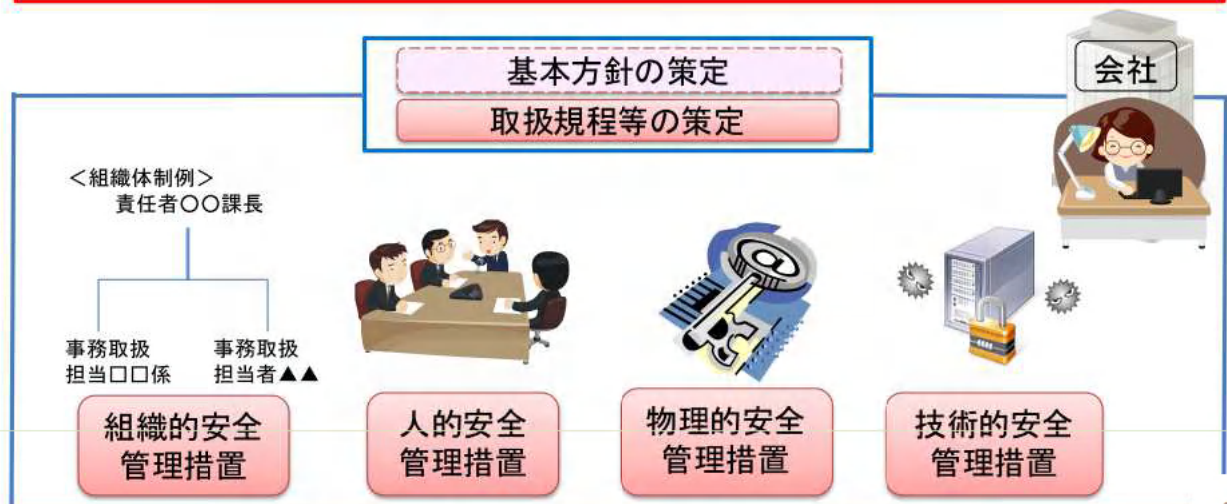 基本方針の策定
取扱規程等の策定
会社
＜組織体制例＞
責任者〇〇課長
事務取扱
担当□□係
事務取扱
担当者▲▲
組織的安全
管理措置
人的安全
管理措置
物理的安全
管理措置
技術的安全
管理措置